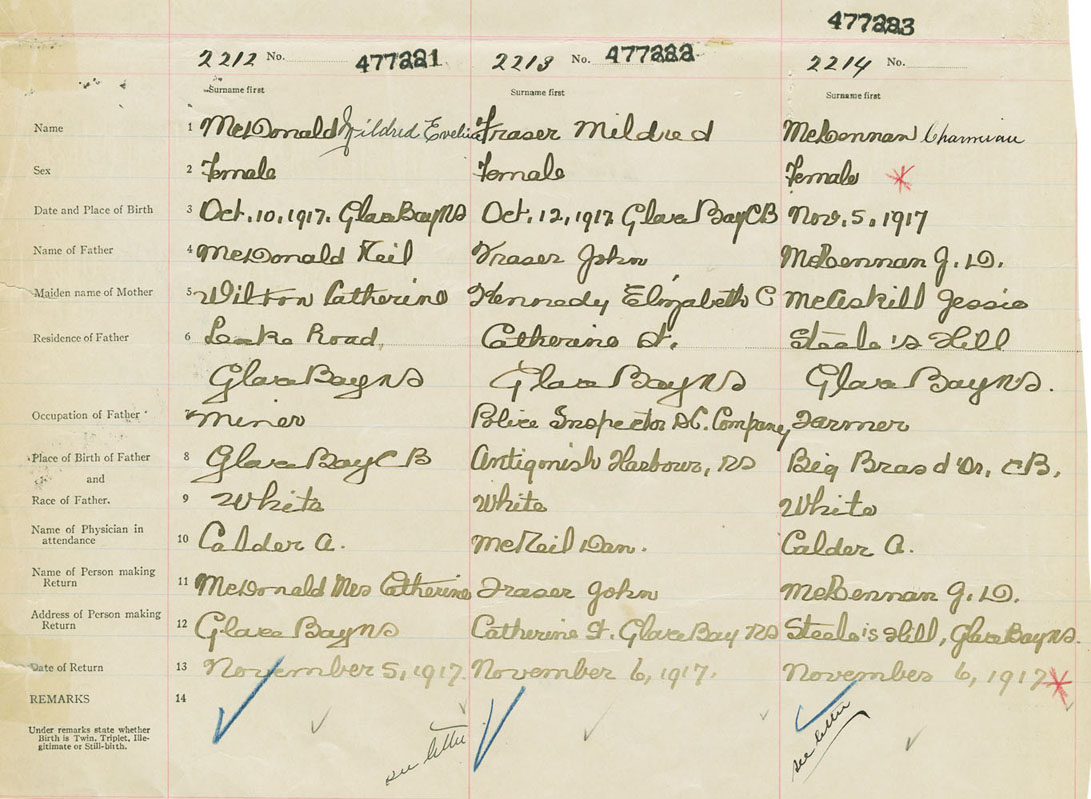 477223
2212 No. 477221 2213 No. 477222 2214 No.
Surname first Surname first Surname first
Name 1 McDonald Mildred Eveline Fraser Mildred McLennan Charmian
Sex 2 Female Female Female
Date and Place of Birth 3 Oct. 10, 1917. Glace Bay NS Oct. 12, 1917 Glace Bay CB Nov. 5, 1917
Name of Father 4 McDonald Neil Fraser John McLennan J. D.
Maiden name of Mother 5 Wilton Catherine Kennedy Elizabeth C McAskill Jessie
Residence of Father 6 Lake Road, Catherine St. Steele's Hill
Glace Bay NS Glace Bay NS Glace Bay NS.
Occupation of Father 7 Miner Police Inspector D.C. Company Farmer
Place of Birth of Father 8 Glace Bay CB Antigonish Harbour, NS Big Bras d'Or, CB,
and
Race of Father. 9 White White White
Name of Physician in
attendance 10 Calder A. McNeil Dan. Calder A.
Name of Person making
Return 11 McDonald Mrs Catherine Fraser John McLennan J. D.
Address of Person making
Return 12 Glace Bay NS Catherine St. Glace Bay NS Steele's Hill, Glace Bay NS.
Date of Return 13 November 5, 1917. November 6, 1917. November 6, 1917
REMARKS 14
Under remarks state whether
Birth is Twin, Triplet, Ille-
gitimate or Still-birth.
see letter see letter